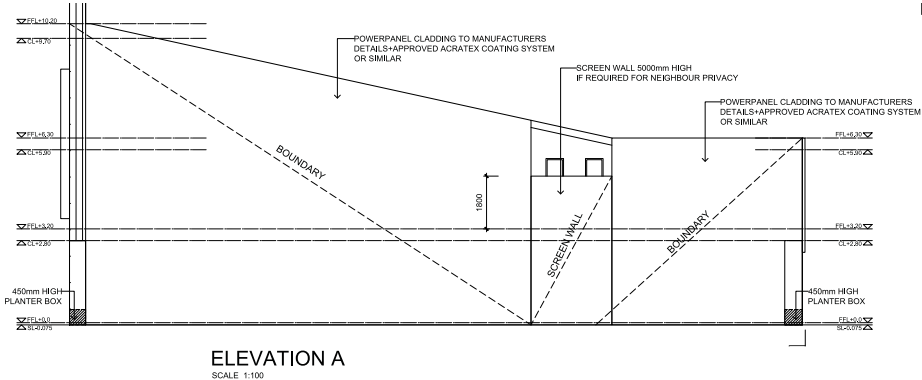 FFL+10.20
CL+9.70
POWERPANEL CLADDING TO MANUFACTURERS
DETAILS+APPROVED ACRATEX COATING SYSTEM
OR SIMILAR
SCREEN WALL 5000mm HIGH
IF REQUIRED FOR NEIGHBOUR PRIVACY
POWERPANEL CLADDING TO MANUFACTURERS
DETAILS+APPROVED ACRATEX COATING SYSTEM
OR SIMILAR
FFL+6.30
CL+5.90
FFL+6.30
CL+5.90
BOUNDARY
1800
SCREEN WALL
BOUNDARY
FFL+3.20
CL+2.80
FFL+3.20
CL+2.80
450mm HIGH
PLANTER BOX
450mm HIGH
PLANTER BOX
FFL+0.0
SL-0.075
FFL+0.0
SL-0.075
ELEVATION A
SCALE 1:100